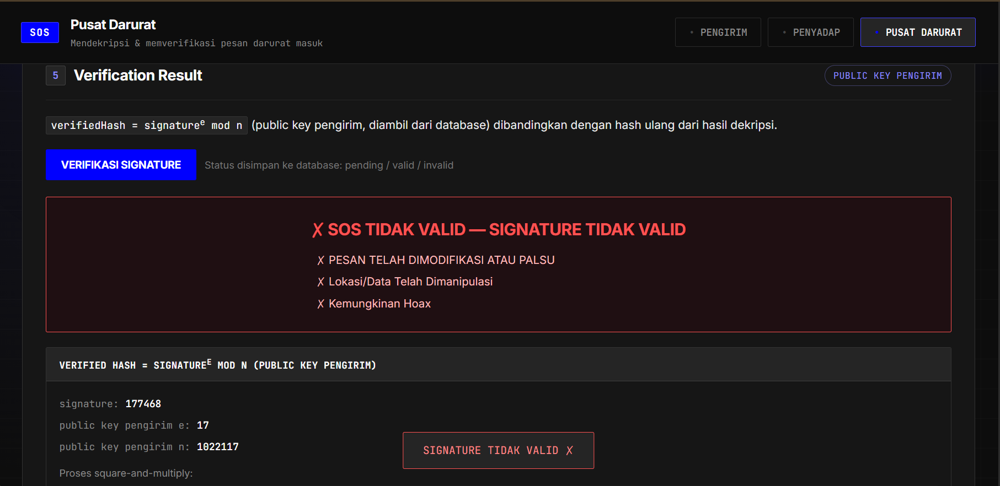 SOS
Pusat Darurat
Mendekripsi & memverifikasi pesan darurat masuk
• PENGIRIM
• PENYADAP
• PUSAT DARURAT
5 Verification Result
PUBLIC KEY PENGIRIM
verifiedHash = signatureᵉ mod n (public key pengirim, diambil dari database) dibandingkan dengan hash ulang dari hasil dekripsi.
VERIFIKASI SIGNATURE
Status disimpan ke database: pending / valid / invalid
✗ SOS TIDAK VALID — SIGNATURE TIDAK VALID
✗ PESAN TELAH DIMODIFIKASI ATAU PALSU
✗ Lokasi/Data Telah Dimanipulasi
✗ Kemungkinan Hoax
VERIFIED HASH = SIGNATUREᴱ MOD N (PUBLIC KEY PENGIRIM)
signature: 177468
public key pengirim e: 17
public key pengirim n: 1022117
SIGNATURE TIDAK VALID ✗
Proses square-and-multiply: